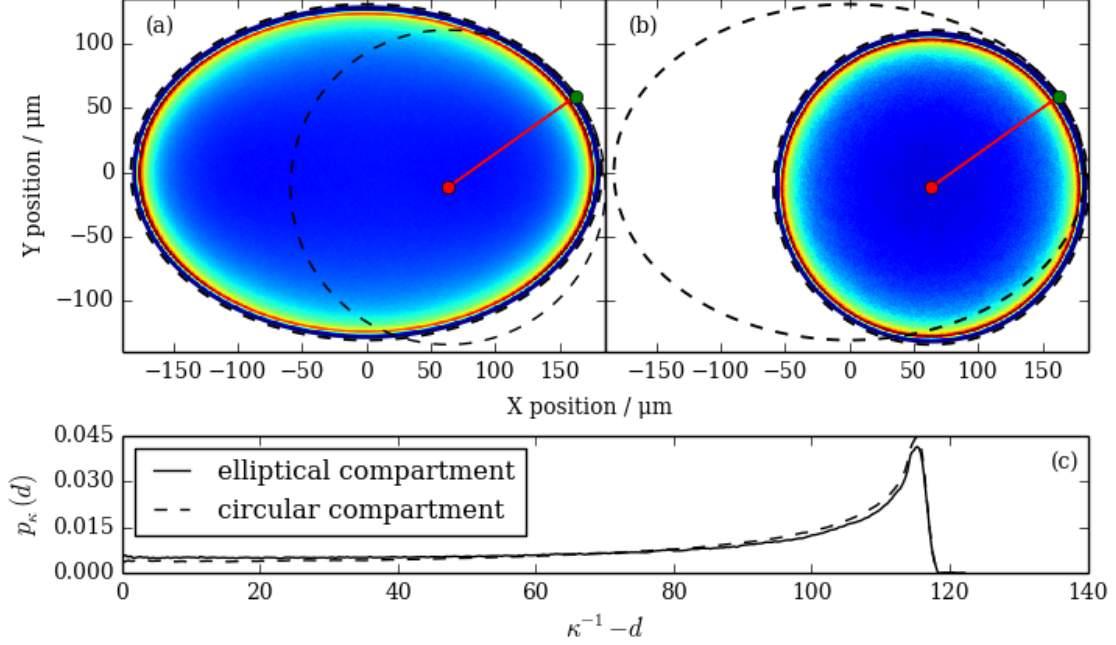 (a)
(b)
100
50
0
−50
−100
Y position / μm
−150 −100 −50 0 50 100 150
−150 −100 −50 0 50 100 150
X position / μm
0.045
0.030
0.015
0.000
pκ (d)
elliptical compartment
circular compartment
(c)
0 20 40 60 80 100 120 140
κ⁻¹ − d